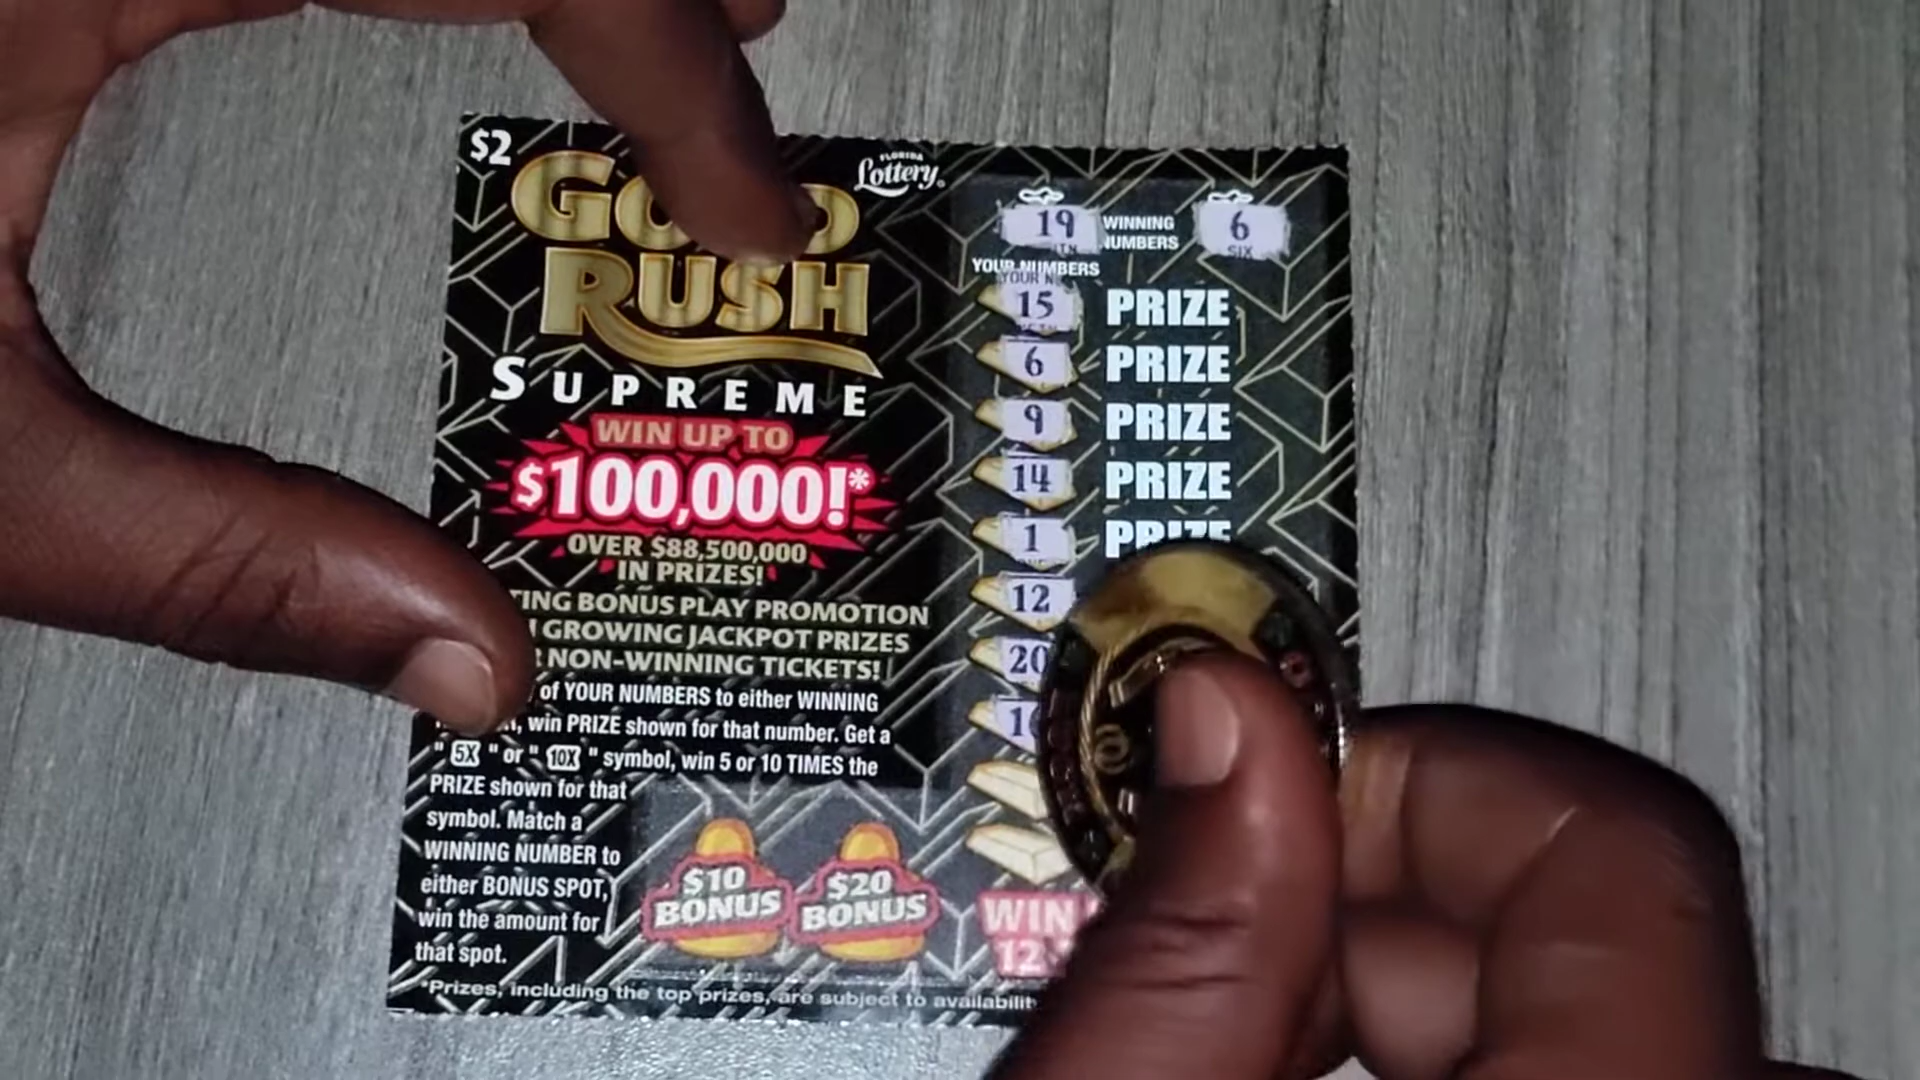 $2
FLORIDA
Lottery
RUSH
SUPREME
WIN UP TO
$100,000!*
OVER $88,500,000
IN PRIZES!
BONUS PLAY PROMOTION
GROWING JACKPOT PRIZES
NON-WINNING TICKETS!
of YOUR NUMBERS to either WINNING
win PRIZE shown for that number. Get a
" 5X " or " 10X " symbol, win 5 or 10 TIMES the
PRIZE shown for that
symbol. Match a
WINNING NUMBER to
either BONUS SPOT,
win the amount for
that spot.
$10
BONUS
$20
BONUS
*Prizes, including the top prizes, are subject to
19
WINNING
NUMBERS
6
SIX
YOUR NUMBERS
15 PRIZE
6 PRIZE
9 PRIZE
14 PRIZE
1 PRIZE
12
20
WIN